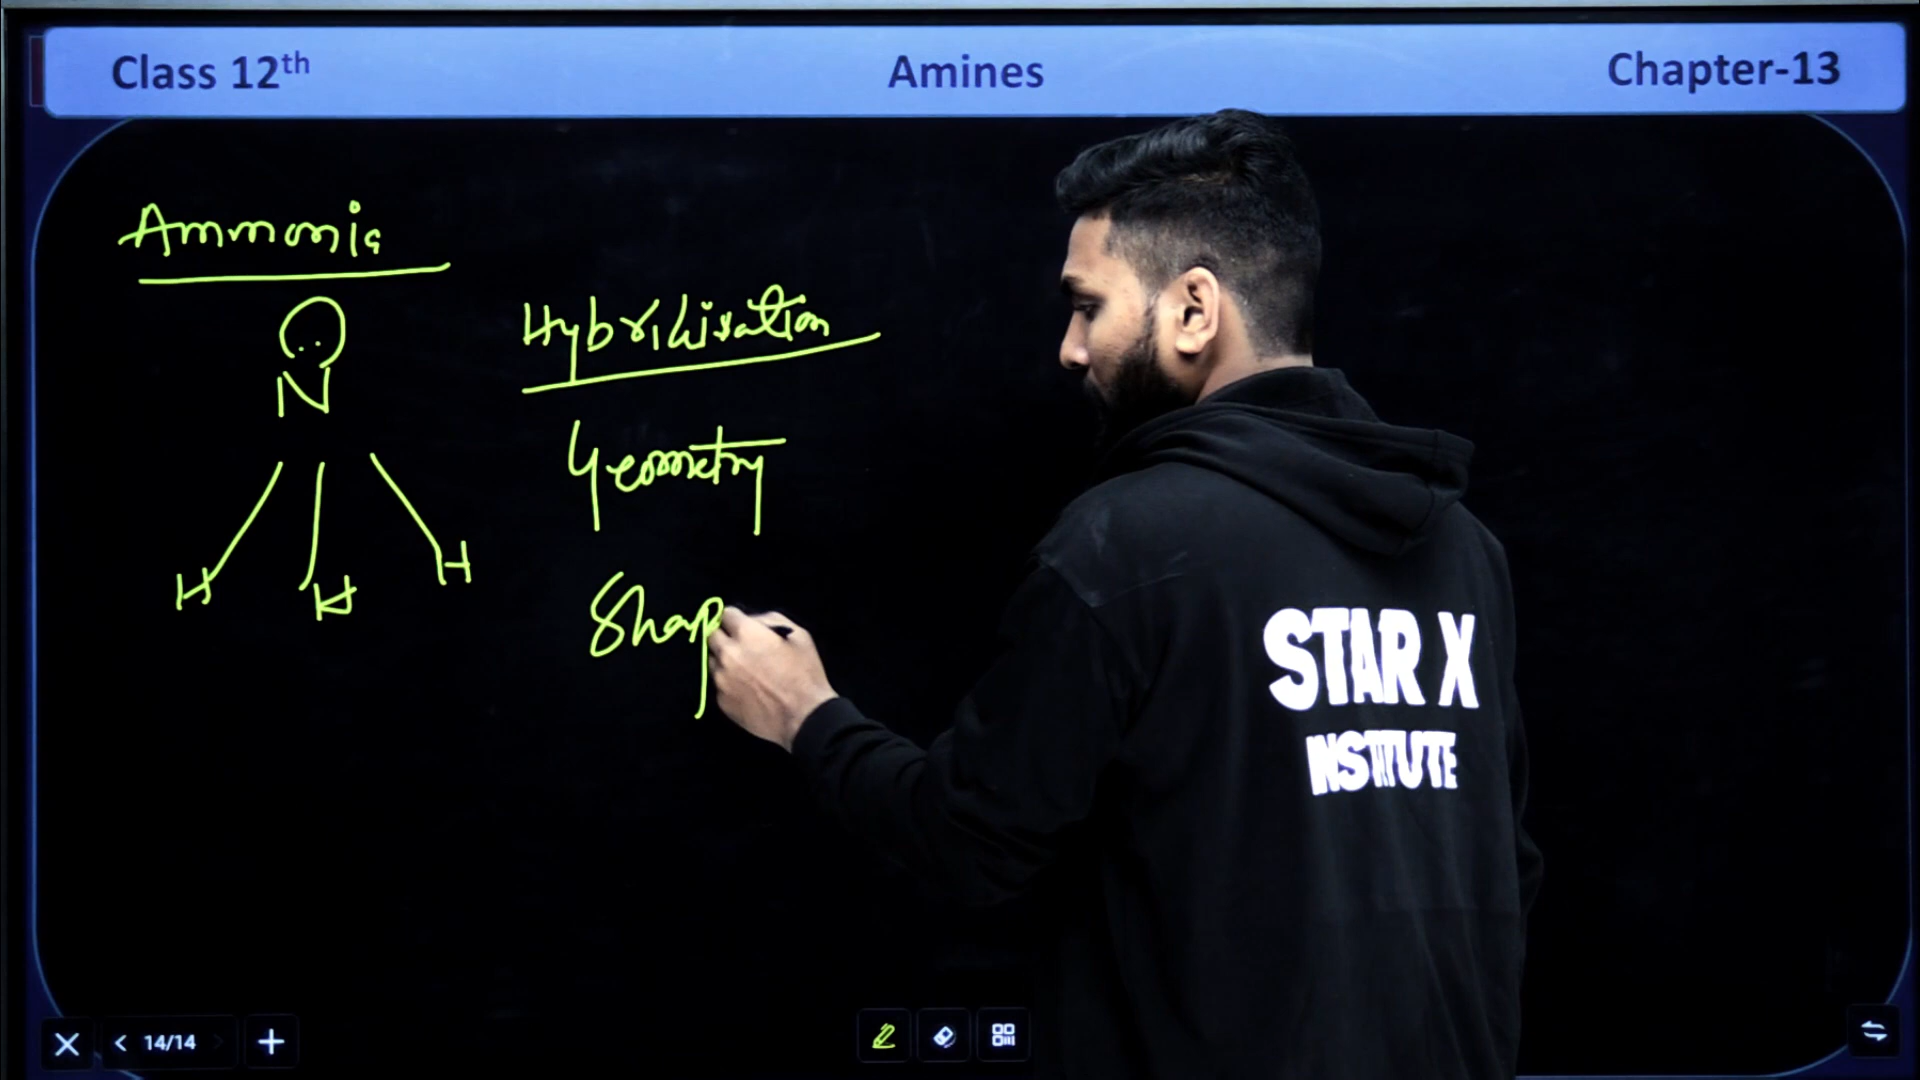 Class 12th
Amines
Chapter-13
Ammonia
N
H
H
H
Hybridisation
Geometry
Shap
STAR X
INSTITUTE
14/14